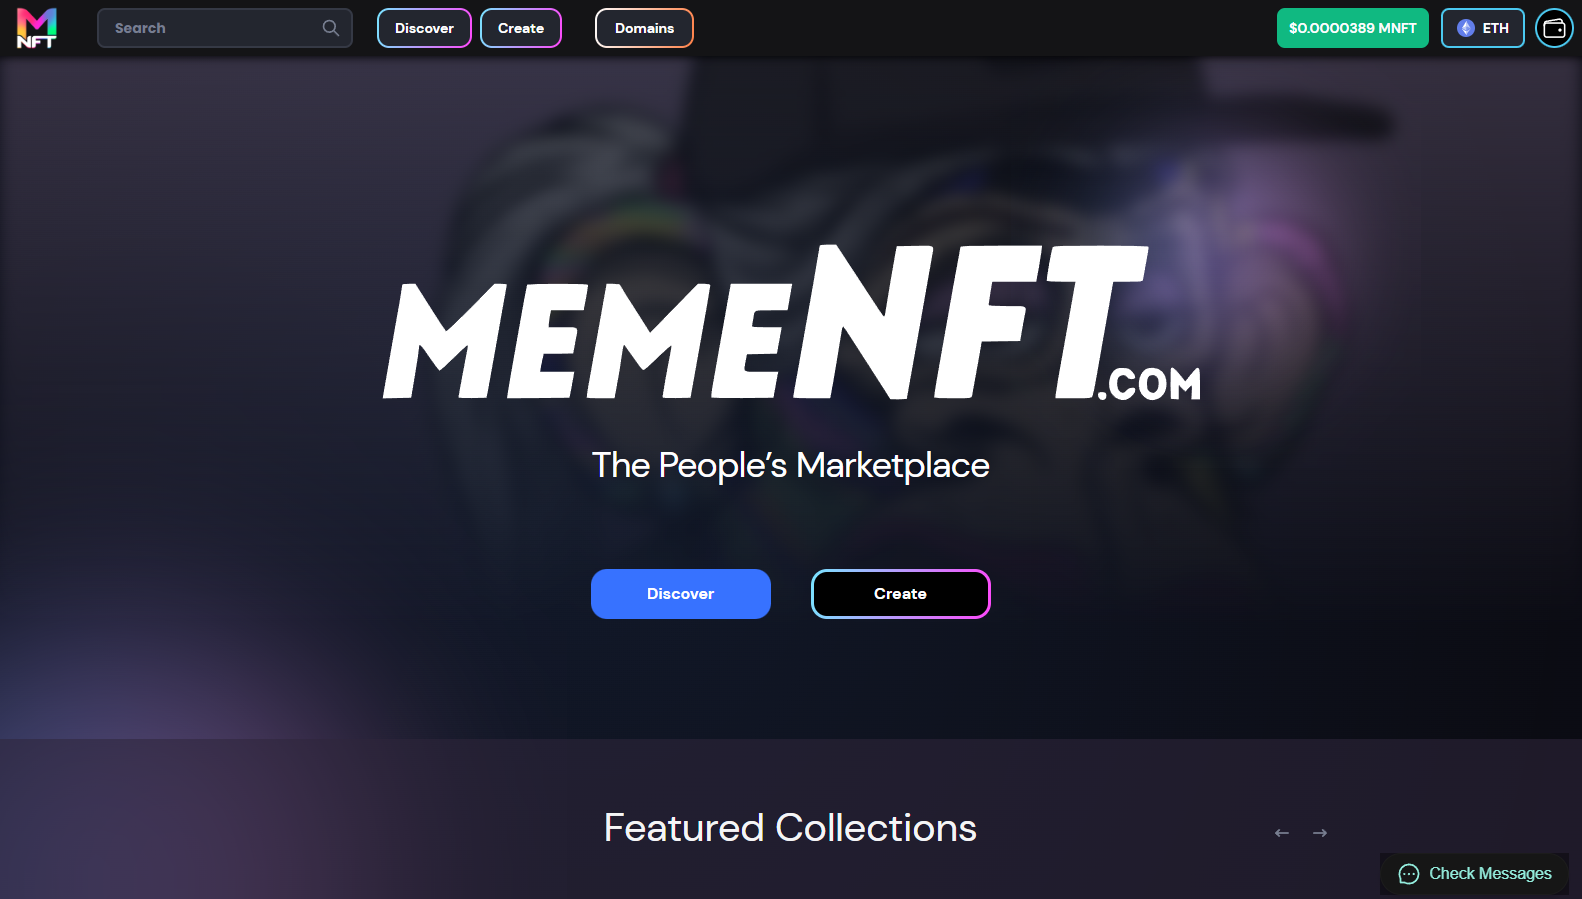 M
NFT
Search
Discover
Create
Domains
$0.0000389 MNFT
ETH
MEMENFT.COM
The People’s Marketplace
Discover
Create
Featured Collections
Check Messages